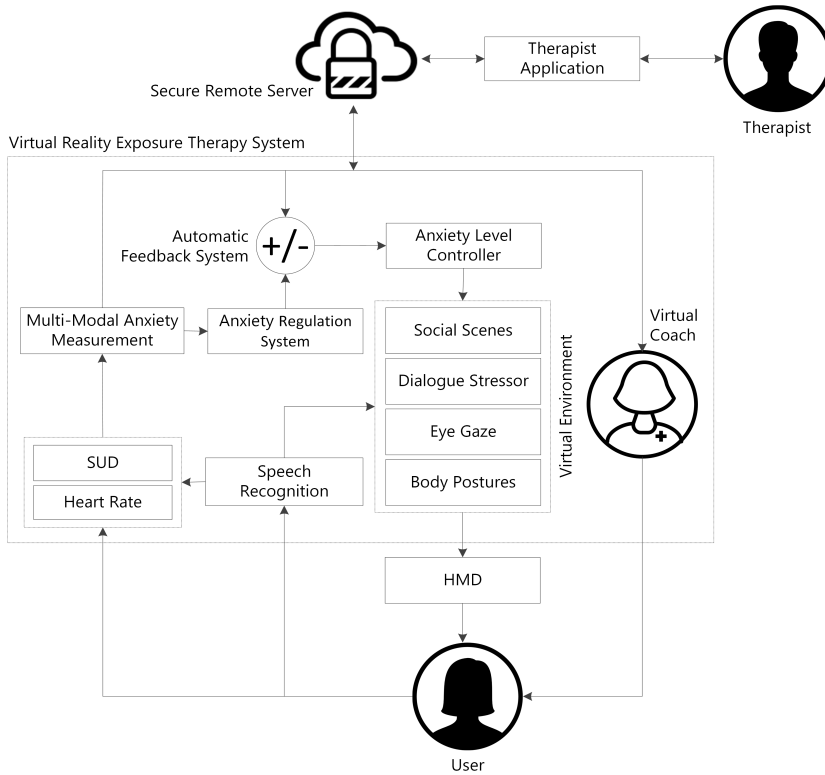 Therapist
Application
Secure Remote Server
Therapist
Virtual Reality Exposure Therapy System
Automatic
Feedback System
+/-
Anxiety Level
Controller
Multi-Modal Anxiety
Measurement
Anxiety Regulation
System
Social Scenes
Dialogue Stressor
Eye Gaze
Body Postures
Virtual Environment
Virtual
Coach
SUD
Heart Rate
Speech
Recognition
HMD
User